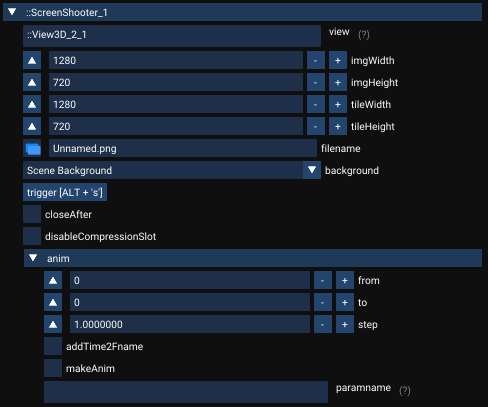 ::ScreenShooter_1
::View3D_2_1 view (?)
1280 - + imgWidth
720 - + imgHeight
1280 - + tileWidth
720 - + tileHeight
Unnamed.png filename
Scene Background background
trigger [ALT + 's']
closeAfter
disableCompressionSlot
anim
0 - + from
0 - + to
1.0000000 - + step
addTime2Fname
makeAnim
paramname (?)